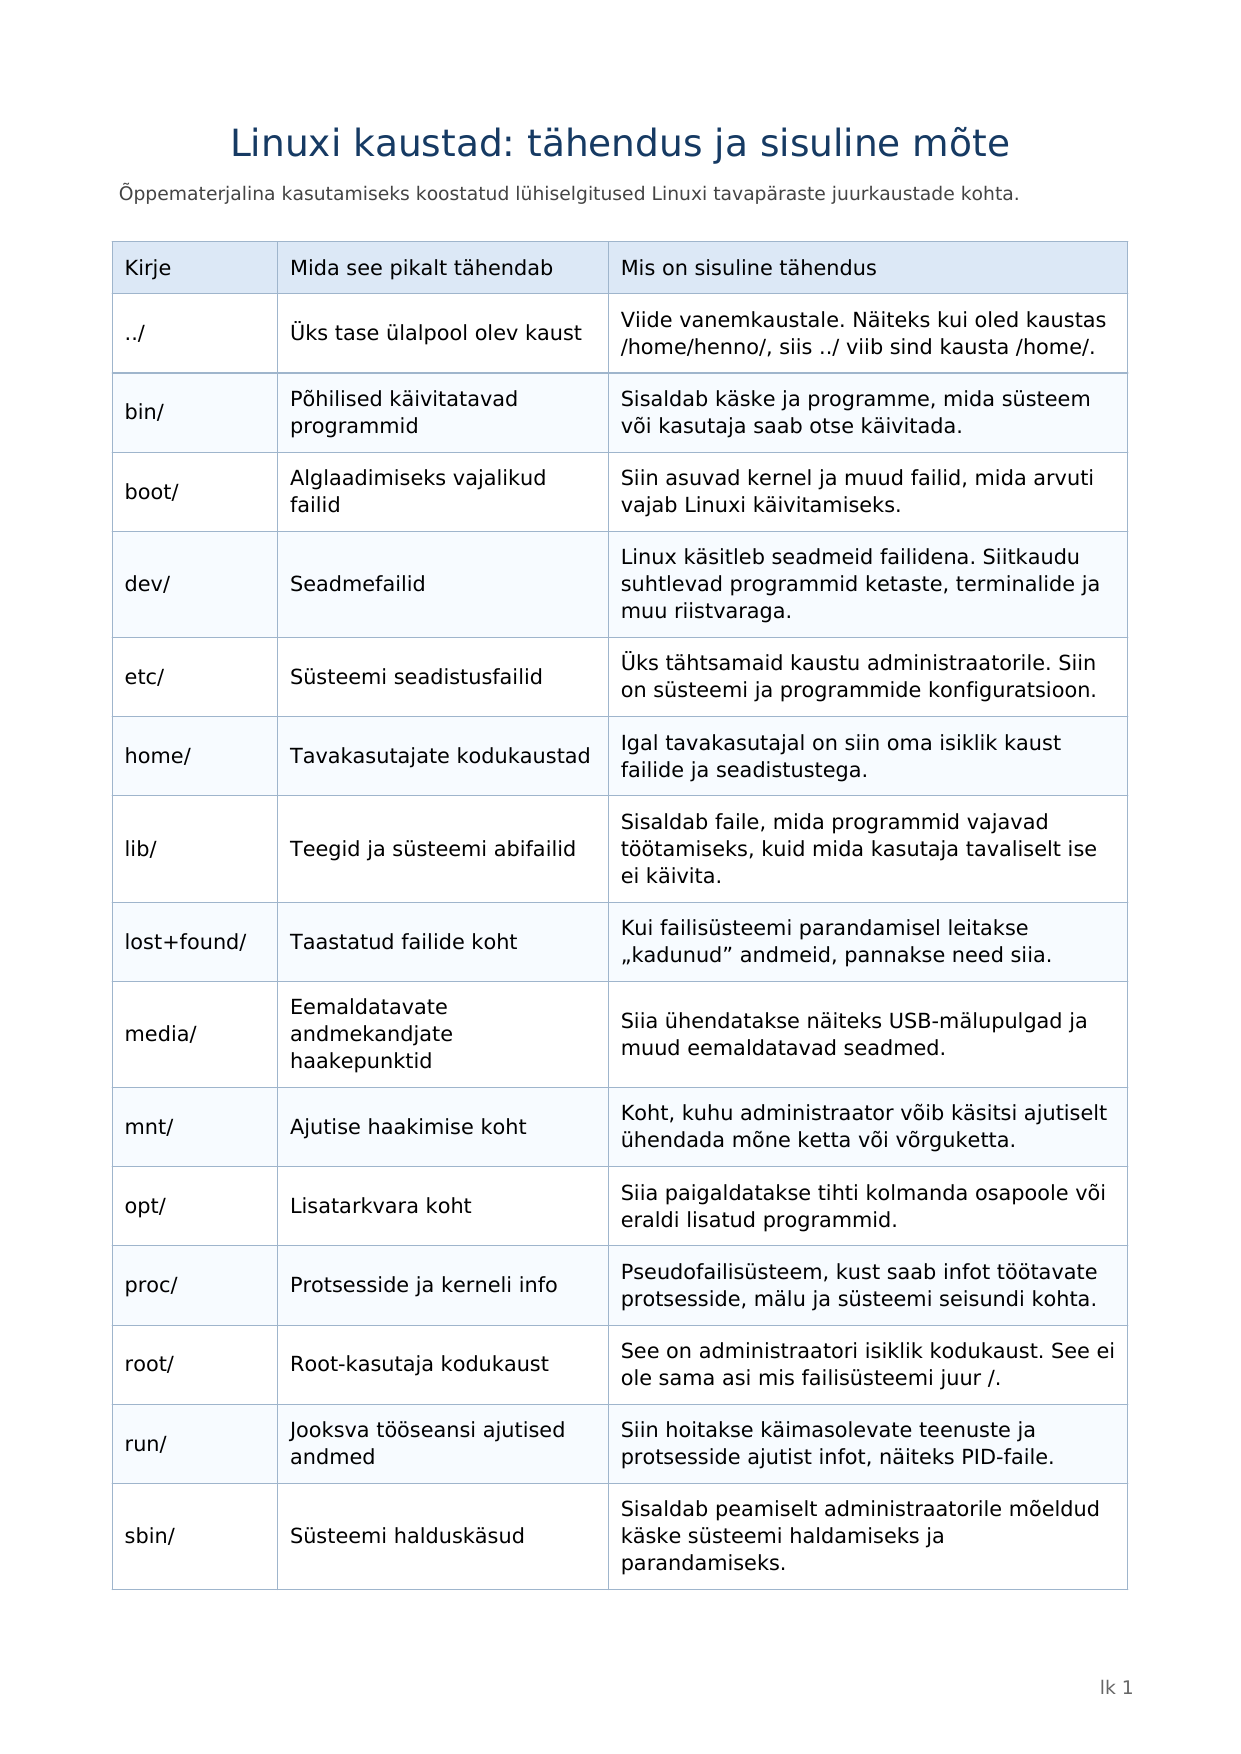 Linuxi kaustad: tähendus ja sisuline mõte
Õppematerjalina kasutamiseks koostatud lühiselgitused Linuxi tavapäraste juurkaustade kohta.
Kirje
Mida see pikalt tähendab
Mis on sisuline tähendus
../
Üks tase ülalpool olev kaust
Viide vanemkaustale. Näiteks kui oled kaustas
/home/henno/, siis ../ viib sind kausta /home/.
bin/
Põhilised käivitatavad
programmid
Sisaldab käske ja programme, mida süsteem
või kasutaja saab otse käivitada.
boot/
Alglaadimiseks vajalikud
failid
Siin asuvad kernel ja muud failid, mida arvuti
vajab Linuxi käivitamiseks.
dev/
Seadmefailid
Linux käsitleb seadmeid failidena. Siitkaudu
suhtlevad programmid ketaste, terminalide ja
muu riistvaraga.
etc/
Süsteemi seadistusfailid
Üks tähtsamaid kaustu administraatorile. Siin
on süsteemi ja programmide konfiguratsioon.
home/
Tavakasutajate kodukaustad
Igal tavakasutajal on siin oma isiklik kaust
failide ja seadistustega.
lib/
Teegid ja süsteemi abifailid
Sisaldab faile, mida programmid vajavad
töötamiseks, kuid mida kasutaja tavaliselt ise
ei käivita.
lost+found/
Taastatud failide koht
Kui failisüsteemi parandamisel leitakse
„kadunud” andmeid, pannakse need siia.
media/
Eemaldatavate
andmekandjate
haakepunktid
Siia ühendatakse näiteks USB-mälupulgad ja
muud eemaldatavad seadmed.
mnt/
Ajutise haakimise koht
Koht, kuhu administraator võib käsitsi ajutiselt
ühendada mõne ketta või võrguketta.
opt/
Lisatarkvara koht
Siia paigaldatakse tihti kolmanda osapoole või
eraldi lisatud programmid.
proc/
Protsesside ja kerneli info
Pseudofailisüsteem, kust saab infot töötavate
protsesside, mälu ja süsteemi seisundi kohta.
root/
Root-kasutaja kodukaust
See on administraatori isiklik kodukaust. See ei
ole sama asi mis failisüsteemi juur /.
run/
Jooksva tööseansi ajutised
andmed
Siin hoitakse käimasolevate teenuste ja
protsesside ajutist infot, näiteks PID-faile.
sbin/
Süsteemi halduskäsud
Sisaldab peamiselt administraatorile mõeldud
käske süsteemi haldamiseks ja
parandamiseks.
lk 1